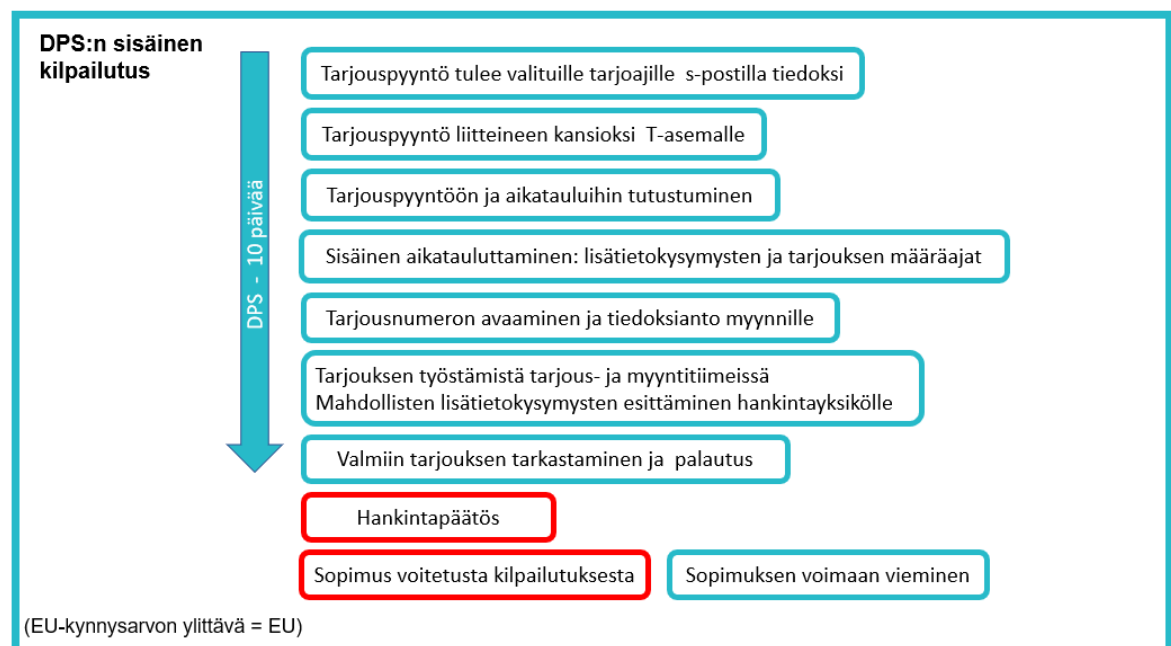 DPS:n sisäinen
kilpailutus
DPS - 10 päivää
Tarjouspyyntö tulee valituille tarjoajille s-postilla tiedoksi
Tarjouspyyntö liitteineen kansioksi T-asemalle
Tarjouspyyntöön ja aikatauluihin tutustuminen
Sisäinen aikatauluttaminen: lisätietokysymysten ja tarjouksen määräajat
Tarjousnumeron avaaminen ja tiedoksianto myynnille
Tarjouksen työstämistä tarjous- ja myyntitiimeissä
Mahdollisten lisätietokysymysten esittäminen hankintayksikölle
Valmiin tarjouksen tarkastaminen ja palautus
Hankintapäätös
Sopimus voitetusta kilpailutuksesta
Sopimuksen voimaan vieminen
(EU-kynnysarvon ylittävä = EU)